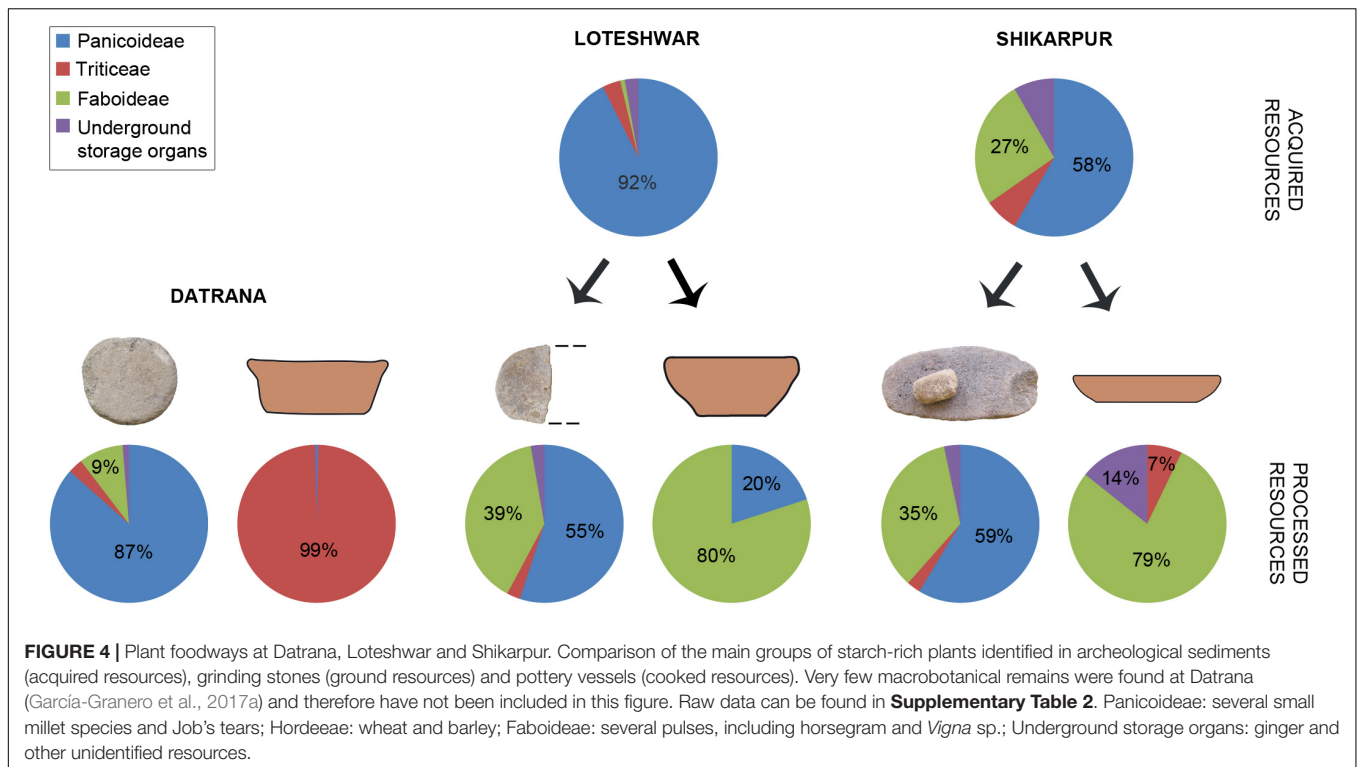 Panicoideae
Triticeae
Faboideae
Underground
storage organs
LOTESHWAR
SHIKARPUR
92%
27%
58%
ACQUIRED
RESOURCES
DATRANA
9%
87%
99%
39%
55%
20%
80%
35%
59%
14%
7%
79%
PROCESSED
RESOURCES
FIGURE 4 | Plant foodways at Datrana, Loteshwar and Shikarpur. Comparison of the main groups of starch-rich plants identified in archeological sediments
(acquired resources), grinding stones (ground resources) and pottery vessels (cooked resources). Very few macrobotanical remains were found at Datrana
(García-Granero et al., 2017a) and therefore have not been included in this figure. Raw data can be found in Supplementary Table 2. Panicoideae: several small
millet species and Job's tears; Hordeeae: wheat and barley; Faboideae: several pulses, including horsegram and Vigna sp.; Underground storage organs: ginger and
other unidentified resources.